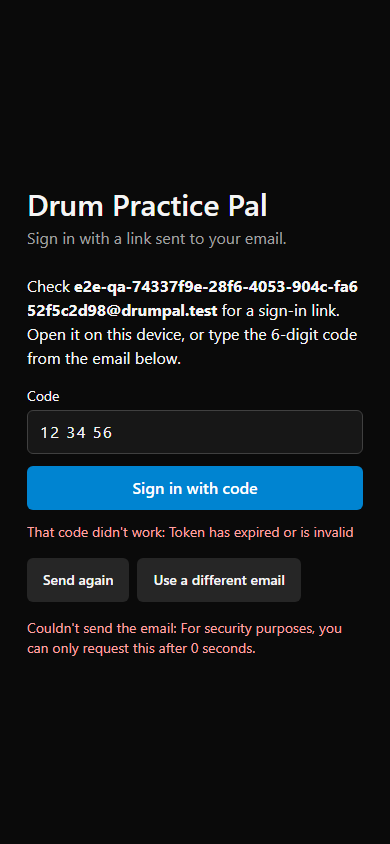 Drum Practice Pal
Sign in with a link sent to your email.
Check e2e-qa-74337f9e-28f6-4053-904c-fa6
52f5c2d98@drumpal.test for a sign-in link.
Open it on this device, or type the 6-digit code
from the email below.
Code
12 34 56
Sign in with code
That code didn't work: Token has expired or is invalid
Send again
Use a different email
Couldn't send the email: For security purposes, you
can only request this after 0 seconds.